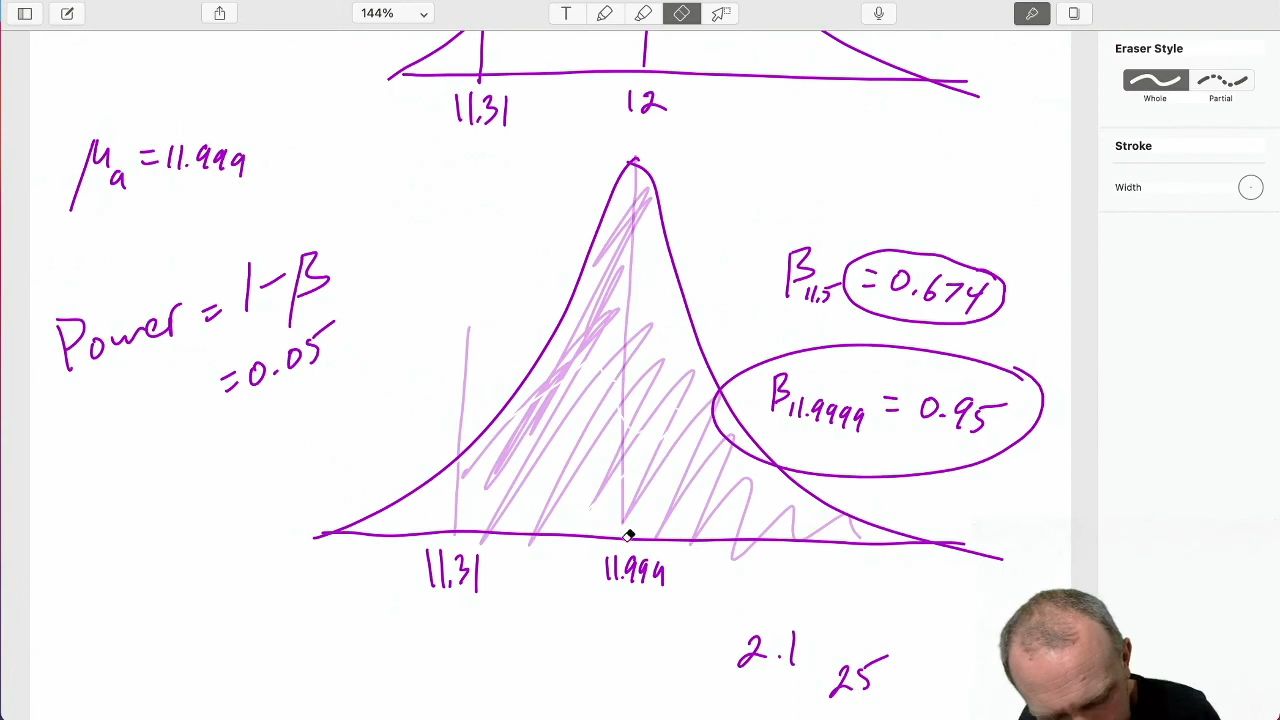 144%
T
Eraser Style
Whole
Partial
Stroke
Width
11.31
12
μa = 11.999
Power = 1-β
= 0.05
β11.5 = 0.674
β11.9999 = 0.95
11.31
11.999
2.1
25